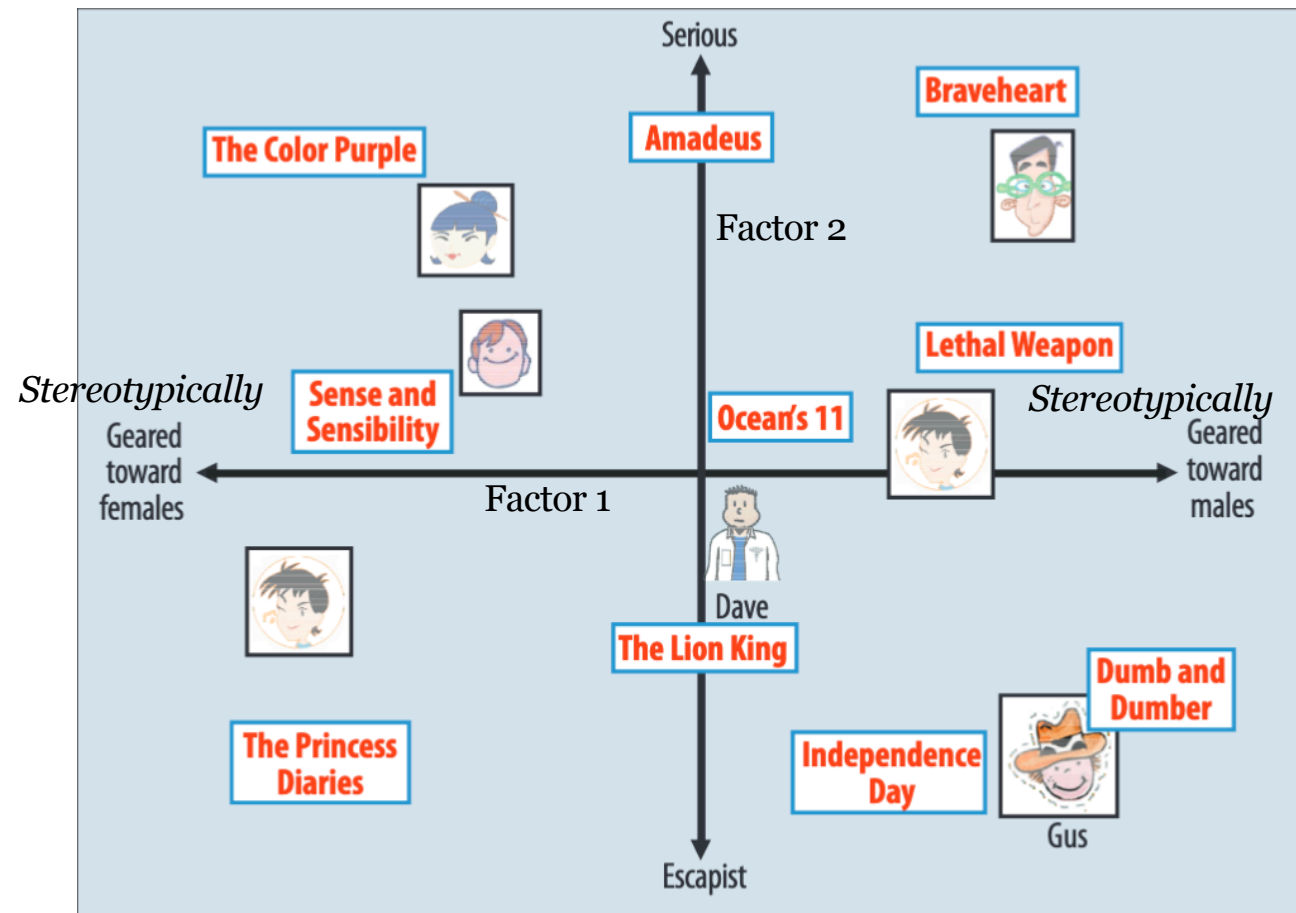 Serious
Braveheart
Amadeus
The Color Purple
Factor 2
Lethal Weapon
Stereotypically
Sense and
Sensibility
Ocean's 11
Stereotypically
Geared
toward
females
Geared
toward
males
Factor 1
Dave
The Lion King
Dumb and
Dumber
The Princess
Diaries
Independence
Day
Gus
Escapist